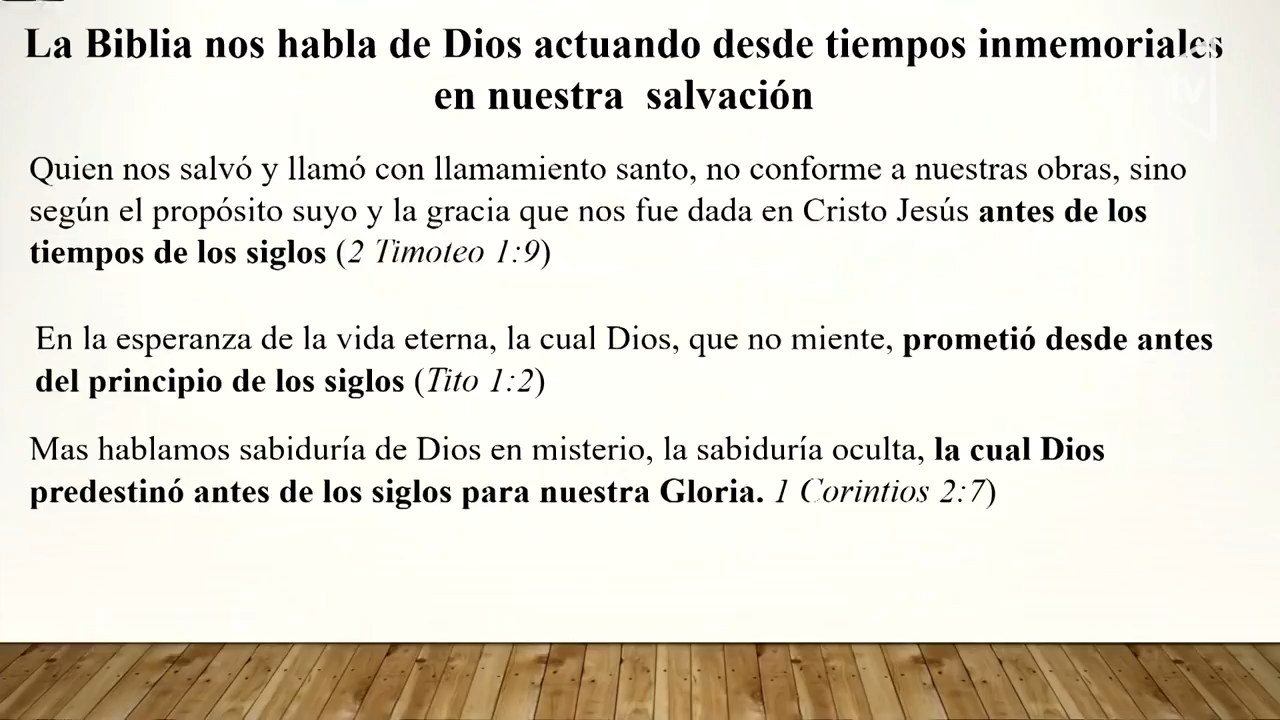 La Biblia nos habla de Dios actuando desde tiempos inmemoriales
en nuestra salvación
Quien nos salvó y llamó con llamamiento santo, no conforme a nuestras obras, sino
según el propósito suyo y la gracia que nos fue dada en Cristo Jesús antes de los
tiempos de los siglos (2 Timoteo 1:9)
En la esperanza de la vida eterna, la cual Dios, que no miente, prometió desde antes
del principio de los siglos (Tito 1:2)
Mas hablamos sabiduría de Dios en misterio, la sabiduría oculta, la cual Dios
predestinó antes de los siglos para nuestra Gloria. 1 Corintios 2:7)
tv